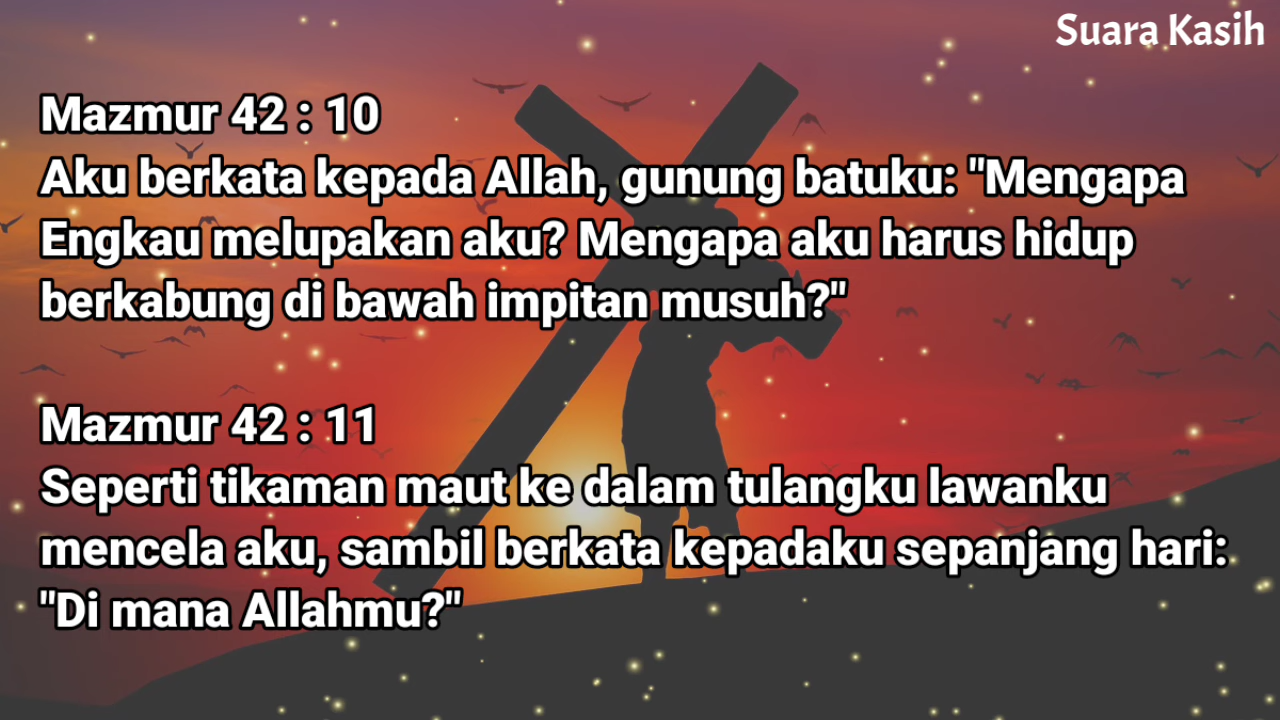 Suara Kasih
Mazmur 42 : 10
Aku berkata kepada Allah, gunung batuku: "Mengapa
Engkau melupakan aku? Mengapa aku harus hidup
berkabung di bawah impitan musuh?"
Mazmur 42 : 11
Seperti tikaman maut ke dalam tulangku lawanku
mencela aku, sambil berkata kepadaku sepanjang hari:
"Di mana Allahmu?"